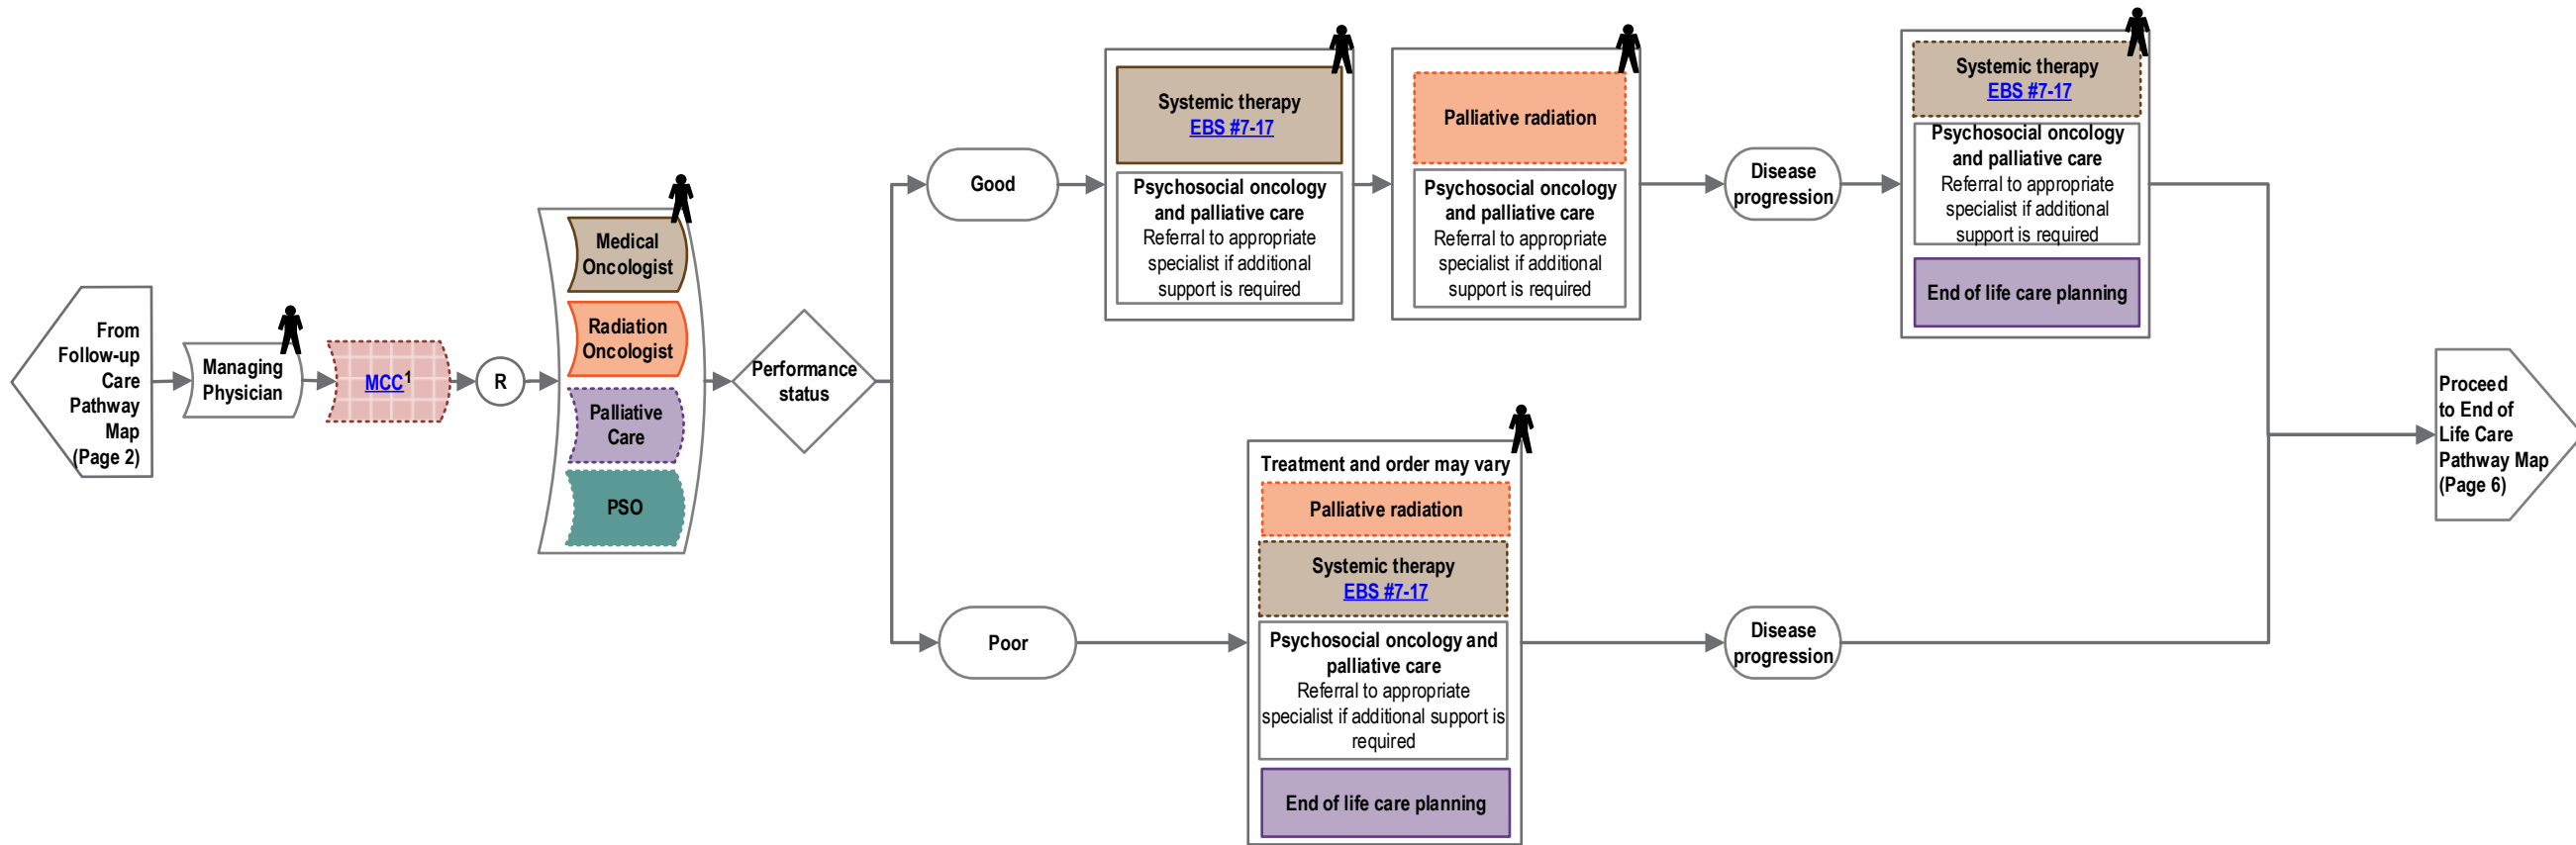 From
Follow-up
Care
Pathway
Map
(Page 2)
Managing
Physician
MCC1
R
Medical
Oncologist
Radiation
Oncologist
Palliative
Care
PSO
Performance
status
Good
Systemic therapy
EBS #7-17
Psychosocial oncology
and palliative care
Referral to appropriate
specialist if additional
support is required
Palliative radiation
Psychosocial oncology
and palliative care
Referral to appropriate
specialist if additional
support is required
Disease
progression
Systemic therapy
EBS #7-17
Psychosocial oncology
and palliative care
Referral to appropriate
specialist if additional
support is required
End of life care planning
Poor
Treatment and order may vary
Palliative radiation
Systemic therapy
EBS #7-17
Psychosocial oncology and
palliative care
Referral to appropriate
specialist if additional support is
required
End of life care planning
Disease
progression
Proceed
to End of
Life Care
Pathway Map
(Page 6)